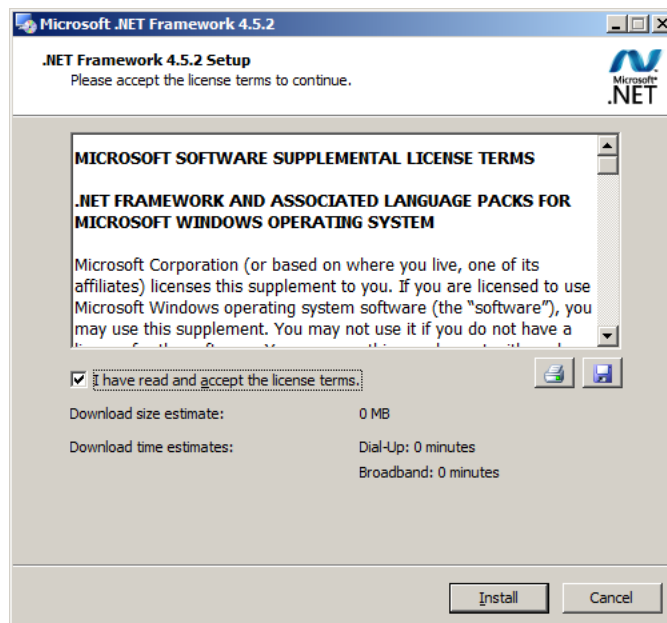 Microsoft .NET Framework 4.5.2
.NET Framework 4.5.2 Setup
Please accept the license terms to continue.
Microsoft®
.NET
MICROSOFT SOFTWARE SUPPLEMENTAL LICENSE TERMS
.NET FRAMEWORK AND ASSOCIATED LANGUAGE PACKS FOR
MICROSOFT WINDOWS OPERATING SYSTEM
Microsoft Corporation (or based on where you live, one of its
affiliates) licenses this supplement to you. If you are licensed to use
Microsoft Windows operating system software (the “software”), you
may use this supplement. You may not use it if you do not have a
I have read and accept the license terms.
Download size estimate: 0 MB
Download time estimates: Dial-Up: 0 minutes
Broadband: 0 minutes
Install Cancel